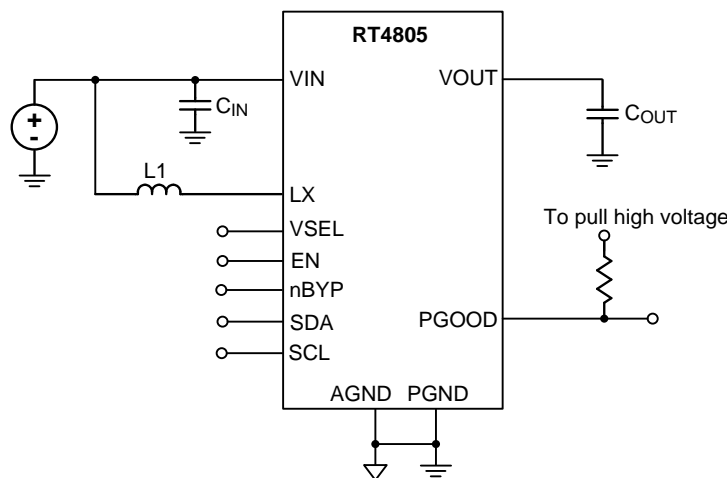 RT4805
VIN
VOUT
CIN
COUT
+
-
L1
LX
To pull high voltage
VSEL
EN
nBYP
PGOOD
SDA
SCL
AGND PGND